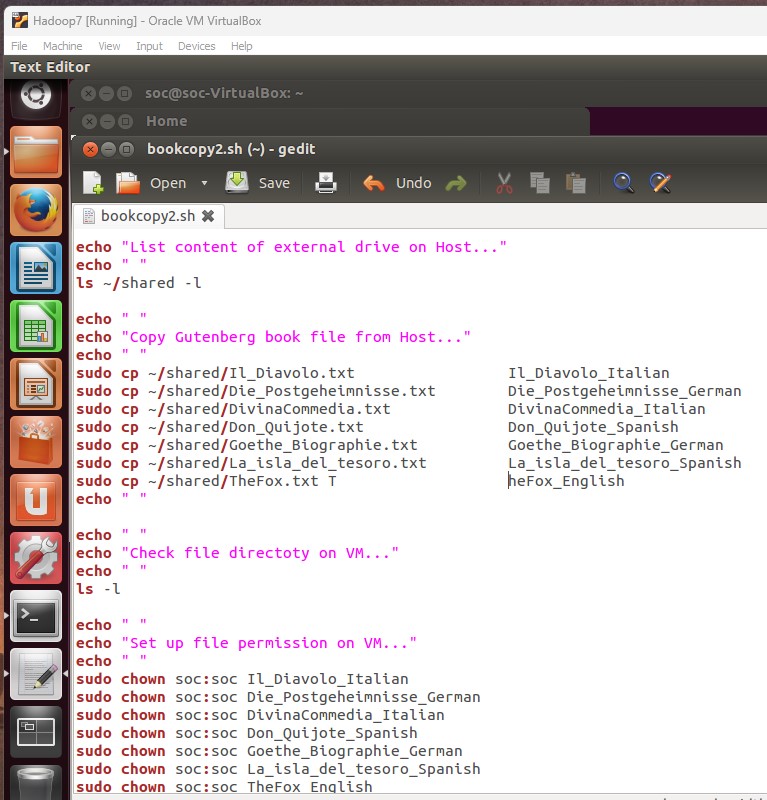 Hadoop7 [Running] - Oracle VM VirtualBox
File Machine View Input Devices Help
Text Editor
soc@soc-VirtualBox: ~
Home
bookcopy2.sh (~) - gedit
Open Save Undo
bookcopy2.sh
echo "List content of external drive on Host..."
echo " "
ls ~/shared -l
echo " "
echo "Copy Gutenberg book file from Host..."
echo " "
sudo cp ~/shared/Il_Diavolo.txt Il_Diavolo_Italian
sudo cp ~/shared/Die_Postgeheimnisse.txt Die_Postgeheimnisse_German
sudo cp ~/shared/DivinaCommedia.txt DivinaCommedia_Italian
sudo cp ~/shared/Don_Quijote.txt Don_Quijote_Spanish
sudo cp ~/shared/Goethe_Biographie.txt Goethe_Biographie_German
sudo cp ~/shared/La_isla_del_tesoro.txt La_isla_del_tesoro_Spanish
sudo cp ~/shared/TheFox.txt T heFox_English
echo " "
echo " "
echo "Check file directoty on VM..."
echo " "
ls -l
echo " "
echo "Set up file permission on VM..."
echo " "
sudo chown soc:soc Il_Diavolo_Italian
sudo chown soc:soc Die_Postgeheimnisse_German
sudo chown soc:soc DivinaCommedia_Italian
sudo chown soc:soc Don_Quijote_Spanish
sudo chown soc:soc Goethe_Biographie_German
sudo chown soc:soc La_isla_del_tesoro_Spanish
sudo chown soc:soc TheFox_English